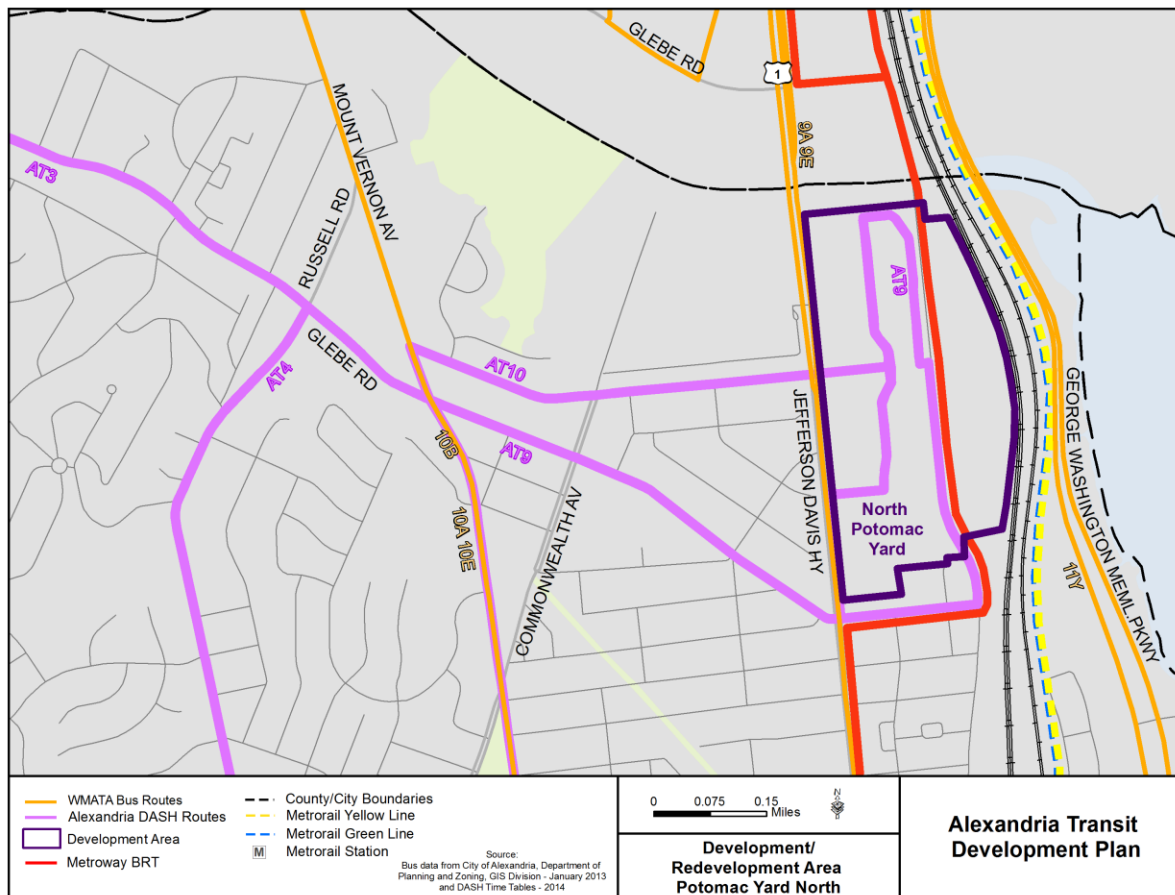 GLEBE RD
1
MOUNT VERNON AV
9A 9E
AT3
RUSSELL RD
AT9
GLEBE RD
AT10
AT4
JEFFERSON DAVIS HY
GEORGE WASHINGTON MEML.PKWY
10B
AT9
North
Potomac
Yard
10A 10E
COMMONWEALTH AV
11Y
WMATA Bus Routes
Alexandria DASH Routes
Development Area
Metroway BRT
County/City Boundaries
Metrorail Yellow Line
Metrorail Green Line
M Metrorail Station
Source:
Bus data from City of Alexandria, Department of
Planning and Zoning, GIS Division - January 2013
and DASH Time Tables - 2014
0 0.075 0.15
Miles
N
Development/
Redevelopment Area
Potomac Yard North
Alexandria Transit
Development Plan